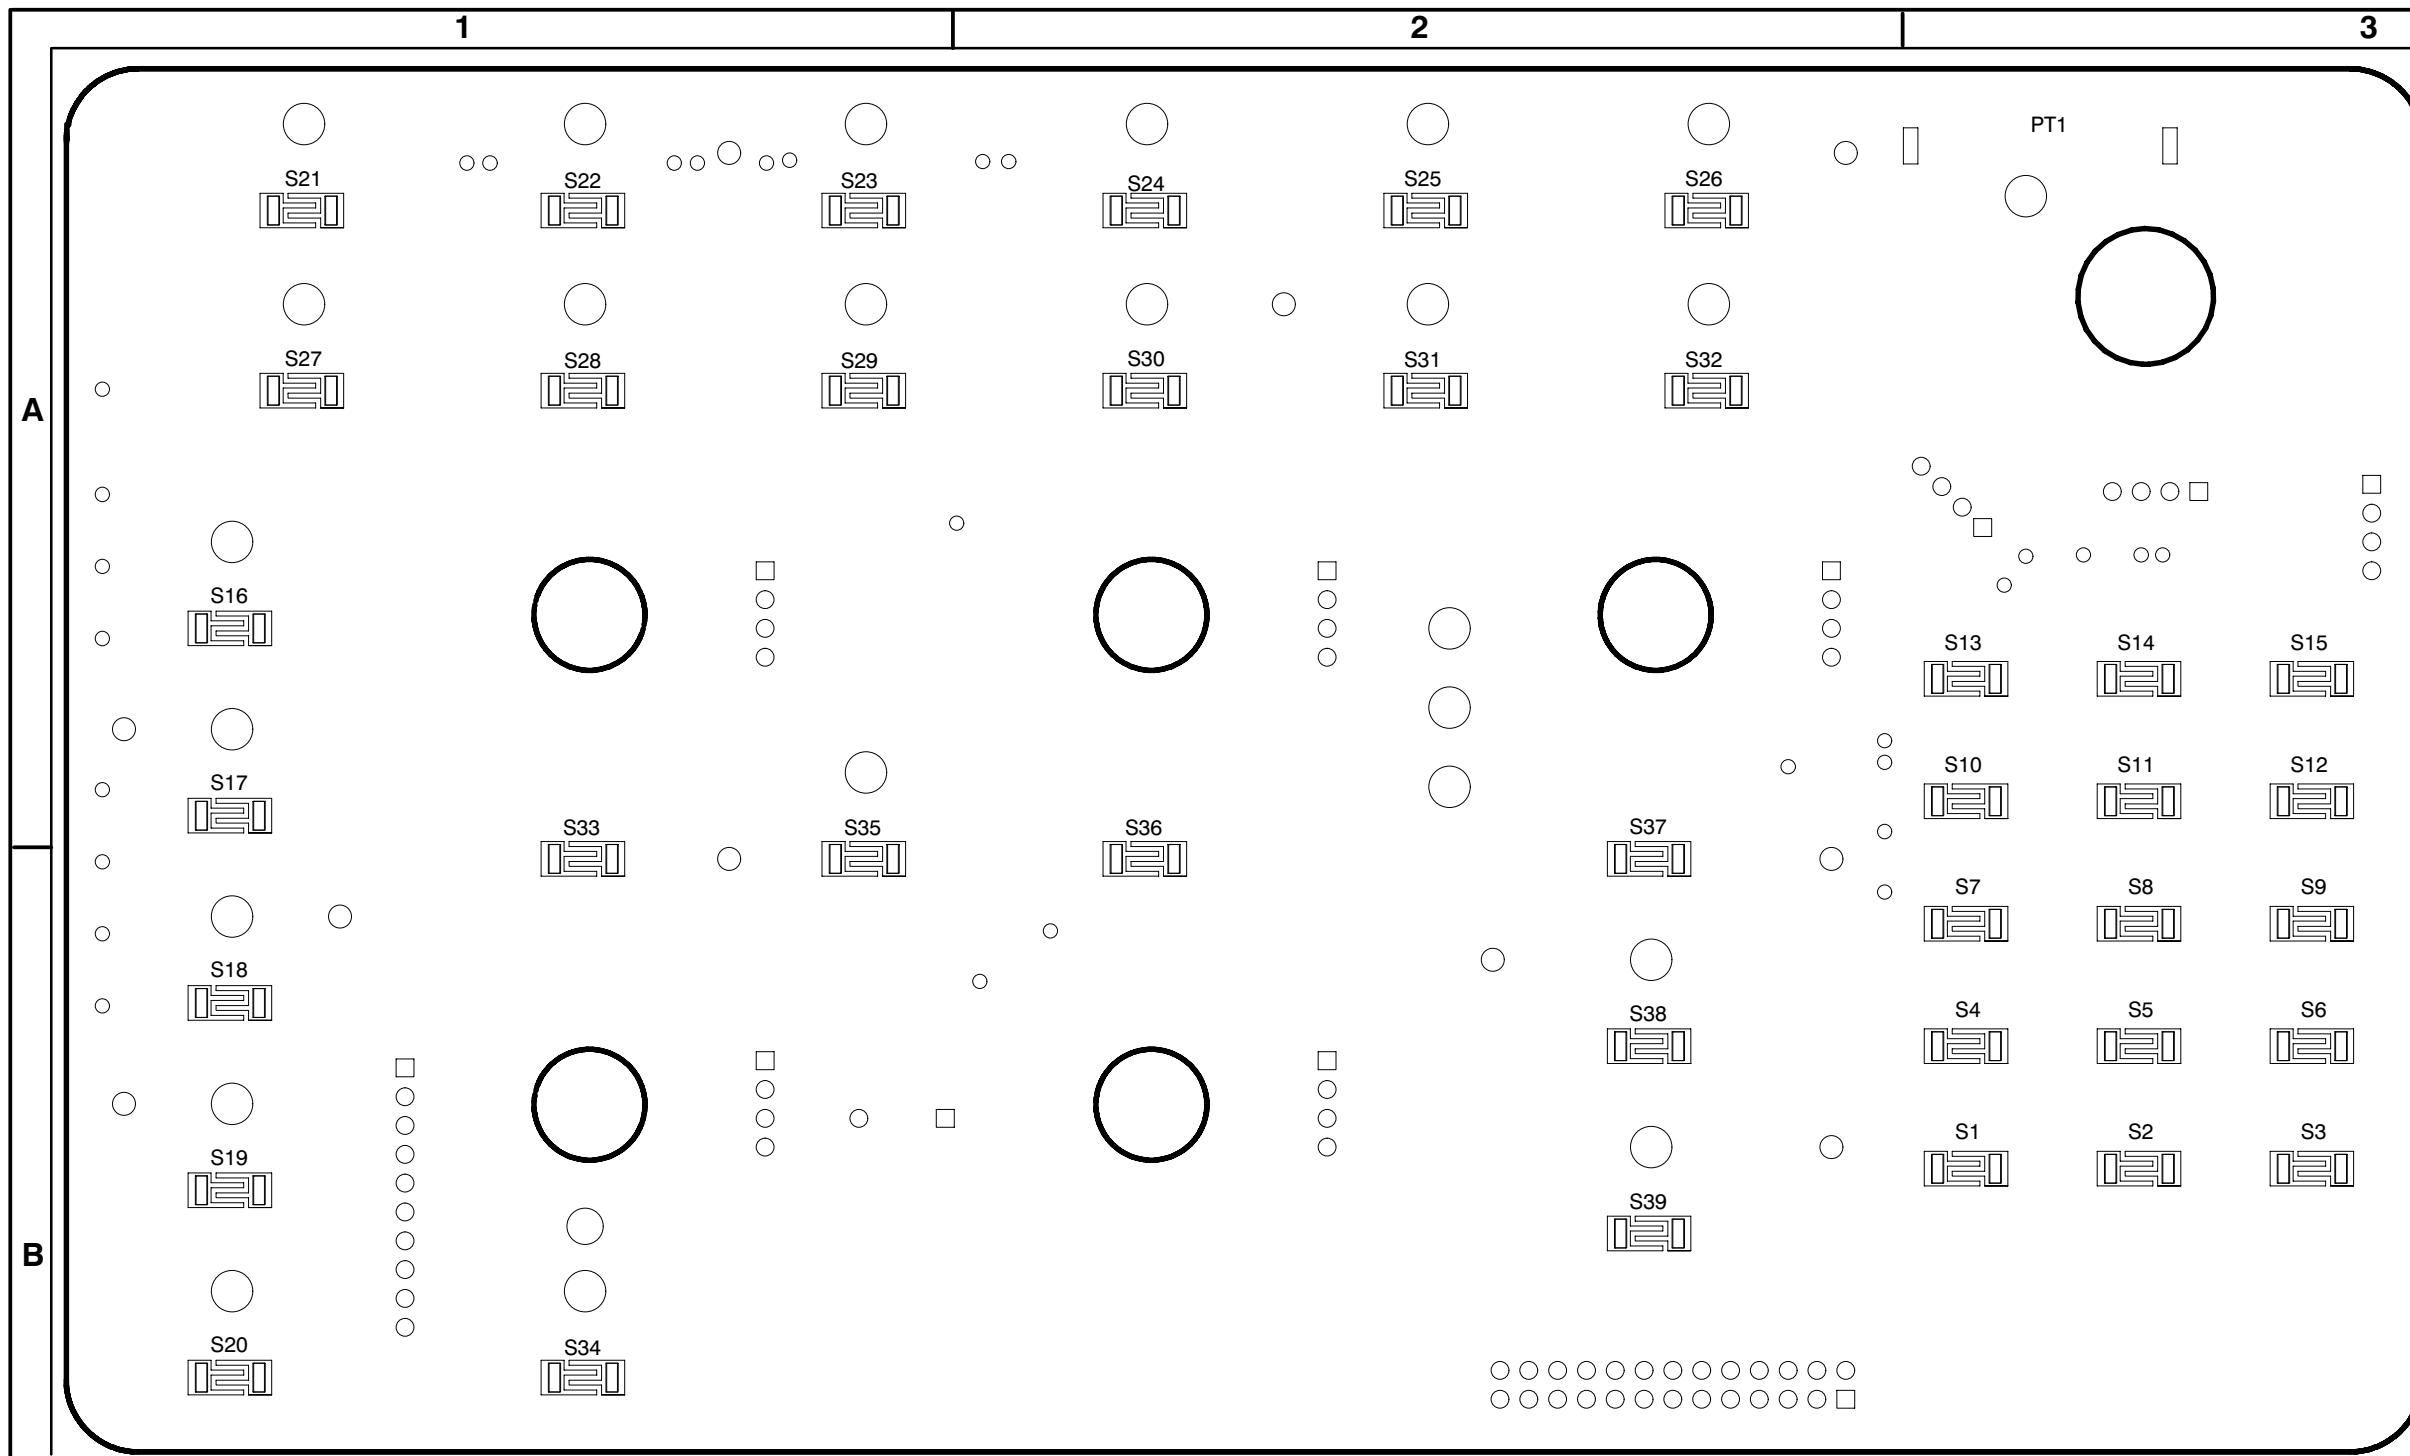 1 2 3
PT1
S21 S22 S23 S24 S25 S26
S27 S28 S29 S30 S31 S32
A
S16
S13 S14 S15
S17 S10 S11 S12
S33 S35 S36 S37
S7 S8 S9
S18
S38 S4 S5 S6
S19 S1 S2 S3
S39
B
S20 S34